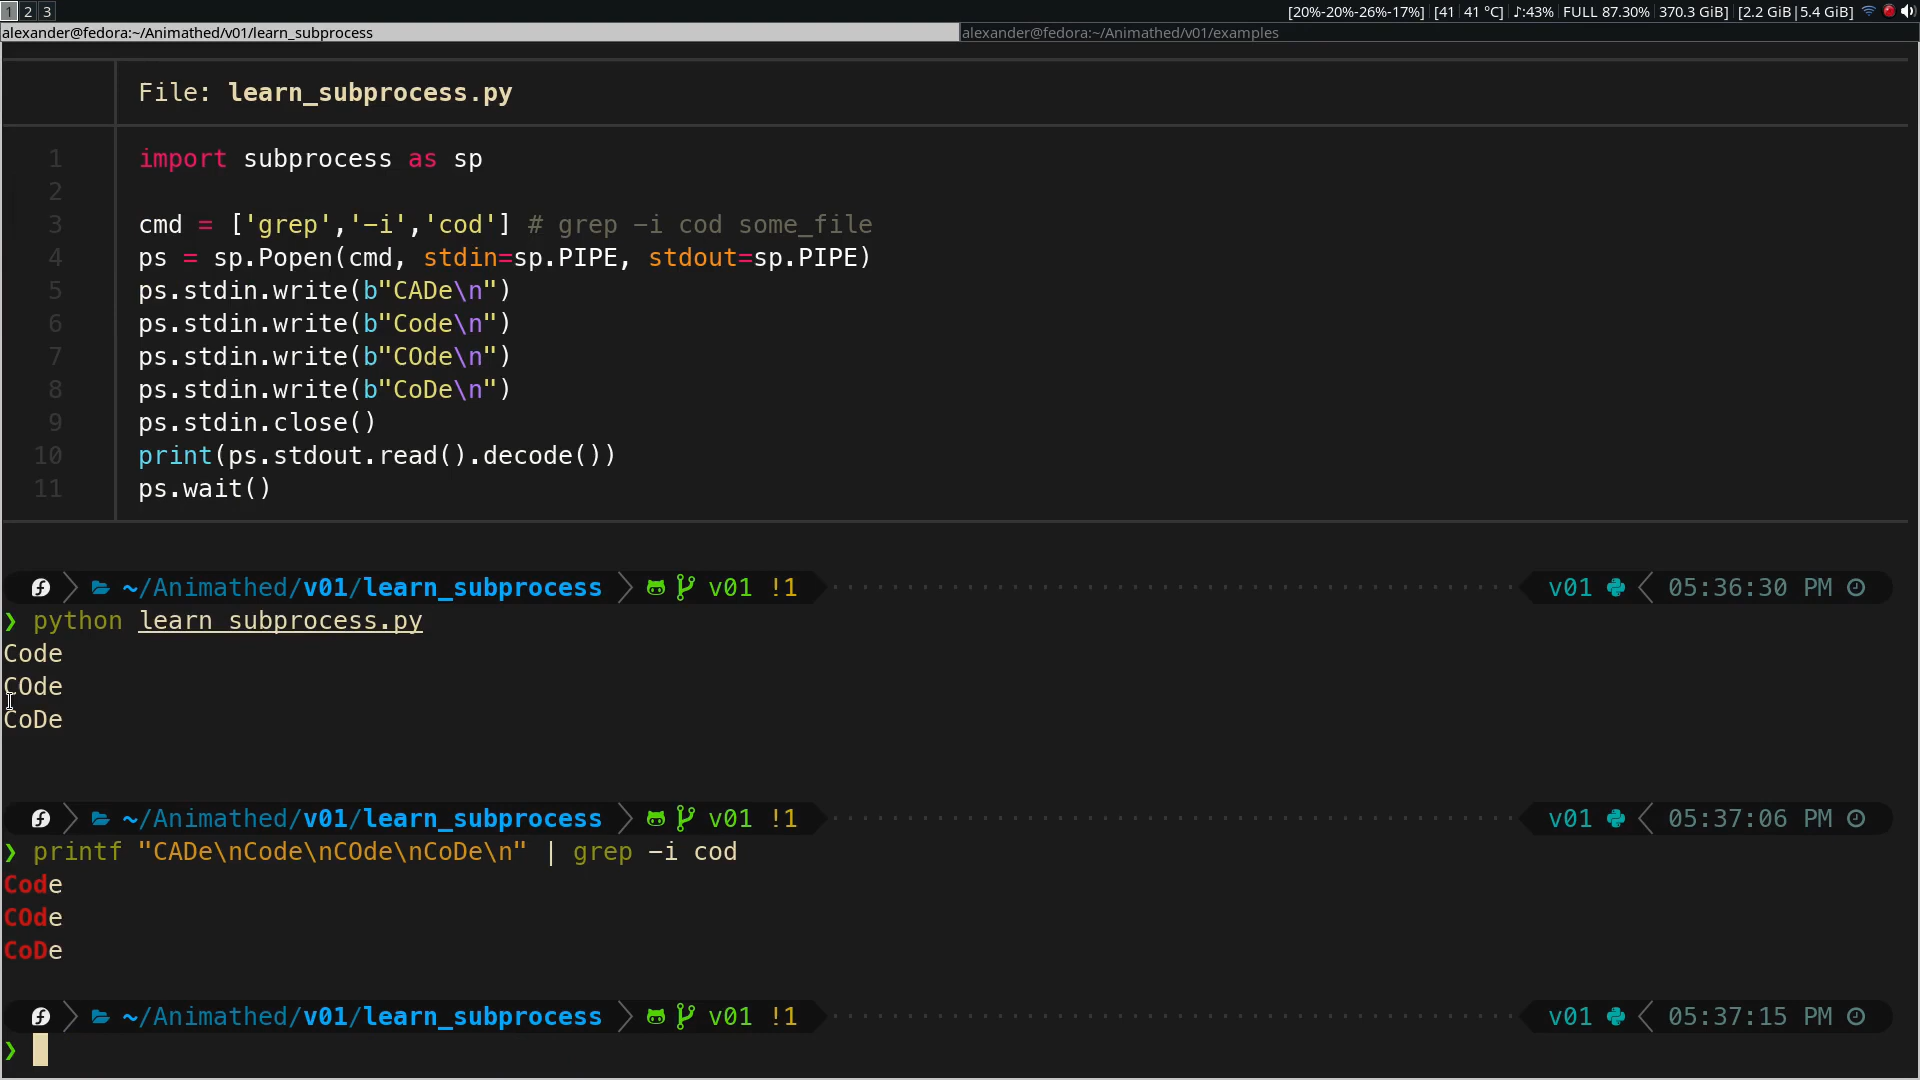 1 2 3 [20%-20%-26%-17%] [41 41 °C] ♪:43% FULL 87.30% 370.3 GiB] [2.2 GiB|5.4 GiB]
alexander@fedora:~/Animathed/v01/learn_subprocess alexander@fedora:~/Animathed/v01/examples
File: learn_subprocess.py
1 import subprocess as sp
2
3 cmd = ['grep','-i','cod'] # grep -i cod some_file
4 ps = sp.Popen(cmd, stdin=sp.PIPE, stdout=sp.PIPE)
5 ps.stdin.write(b"CADe\n")
6 ps.stdin.write(b"Code\n")
7 ps.stdin.write(b"COde\n")
8 ps.stdin.write(b"CoDe\n")
9 ps.stdin.close()
10 print(ps.stdout.read().decode())
11 ps.wait()
~/Animathed/v01/learn_subprocess v01 !1 v01 05:36:30 PM
❯ python learn_subprocess.py
Code
COde
CoDe
~/Animathed/v01/learn_subprocess v01 !1 v01 05:37:06 PM
❯ printf "CADe\nCode\nCOde\nCoDe\n" | grep -i cod
Code
COde
CoDe
~/Animathed/v01/learn_subprocess v01 !1 v01 05:37:15 PM
❯